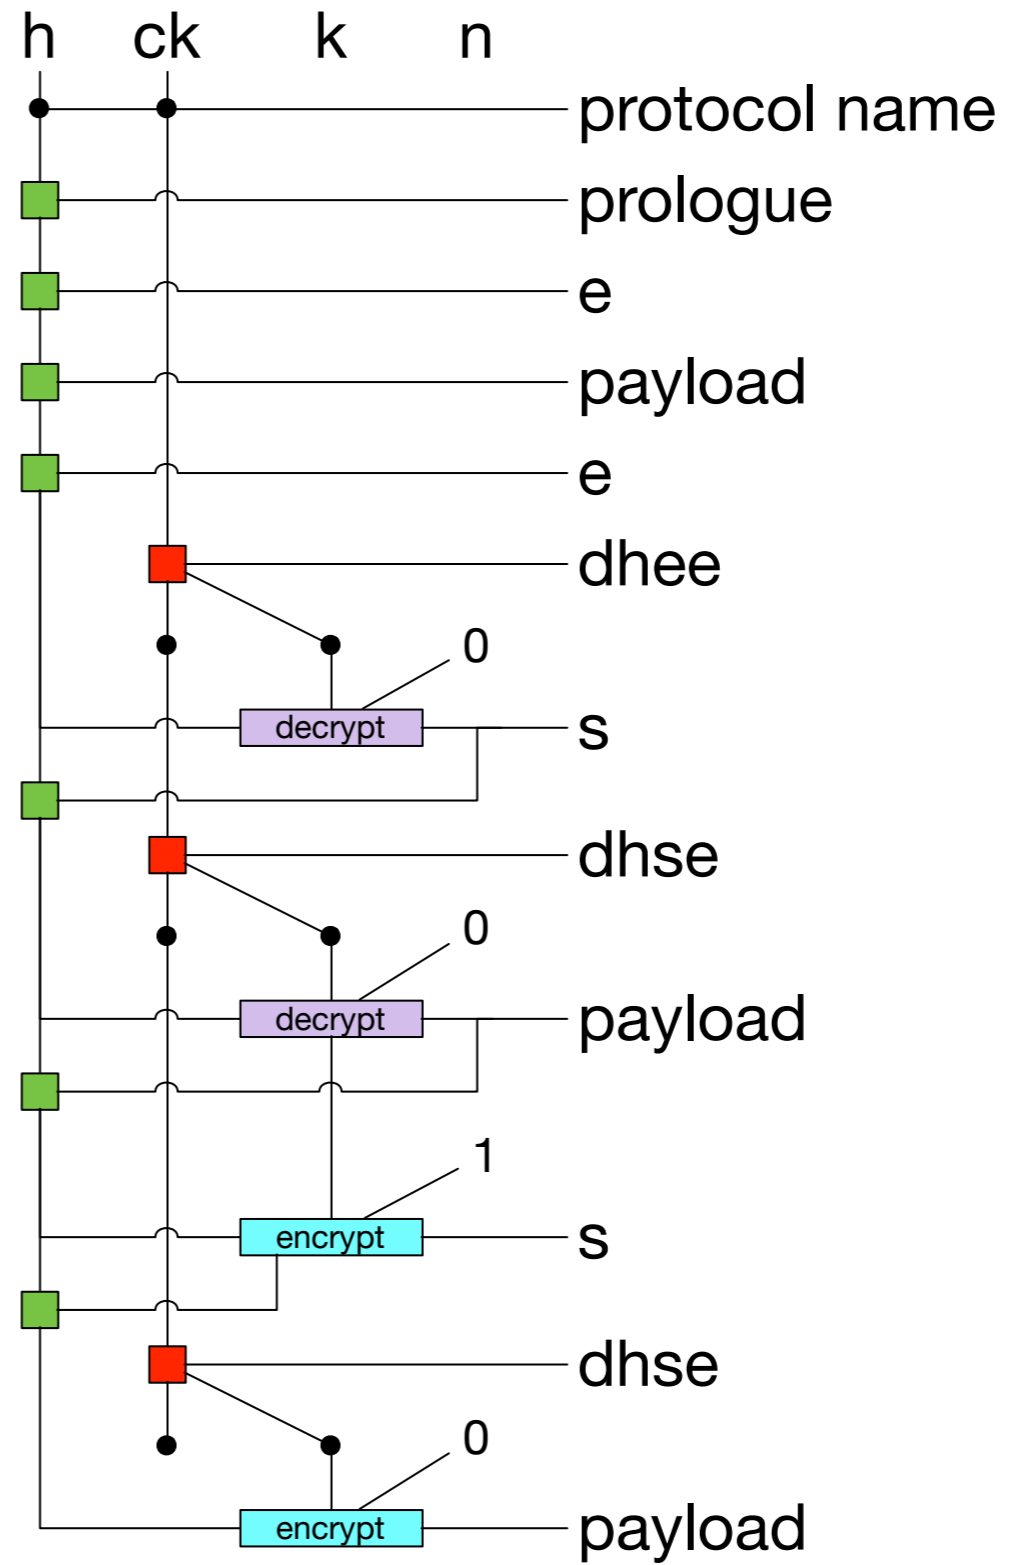 h ck k n
protocol name
prologue
e
payload
e
dhee
0
decrypt s
dhse
0
decrypt payload
1
encrypt s
dhse
0
encrypt payload